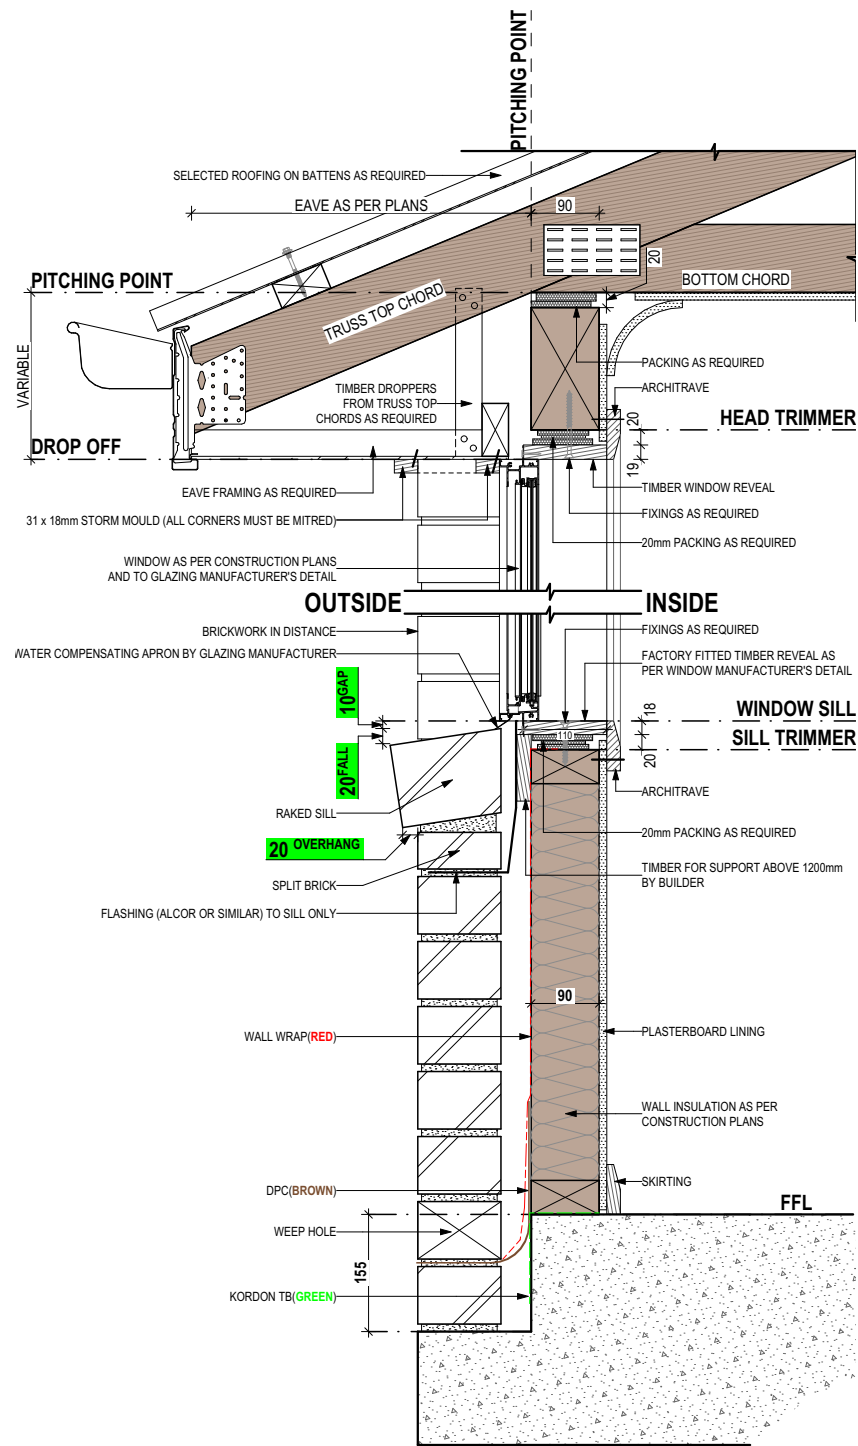 PITCHING POINT
SELECTED ROOFING ON BATTENS AS REQUIRED
EAVE AS PER PLANS
90
20
PITCHING POINT
BOTTOM CHORD
TRUSS TOP CHORD
VARIABLE
PACKING AS REQUIRED
TIMBER DROPPERS
FROM TRUSS TOP
CHORDS AS REQUIRED
ARCHITRAVE
20
HEAD TRIMMER
DROP OFF
19
EAVE FRAMING AS REQUIRED
TIMBER WINDOW REVEAL
31 x 18mm STORM MOULD (ALL CORNERS MUST BE MITRED)
FIXINGS AS REQUIRED
20mm PACKING AS REQUIRED
WINDOW AS PER CONSTRUCTION PLANS
AND TO GLAZING MANUFACTURER'S DETAIL
OUTSIDE
INSIDE
BRICKWORK IN DISTANCE
FIXINGS AS REQUIRED
WATER COMPENSATING APRON BY GLAZING MANUFACTURER
FACTORY FITTED TIMBER REVEAL AS
PER WINDOW MANUFACTURER'S DETAIL
10 GAP
18
WINDOW SILL
110
SILL TRIMMER
20 FALL
20
RAKED SILL
ARCHITRAVE
20 OVERHANG
20mm PACKING AS REQUIRED
SPLIT BRICK
TIMBER FOR SUPPORT ABOVE 1200mm
BY BUILDER
FLASHING (ALCOR OR SIMILAR) TO SILL ONLY
90
WALL WRAP(RED)
PLASTERBOARD LINING
WALL INSULATION AS PER
CONSTRUCTION PLANS
DPC(BROWN)
SKIRTING
FFL
WEEP HOLE
155
KORDON TB(GREEN)